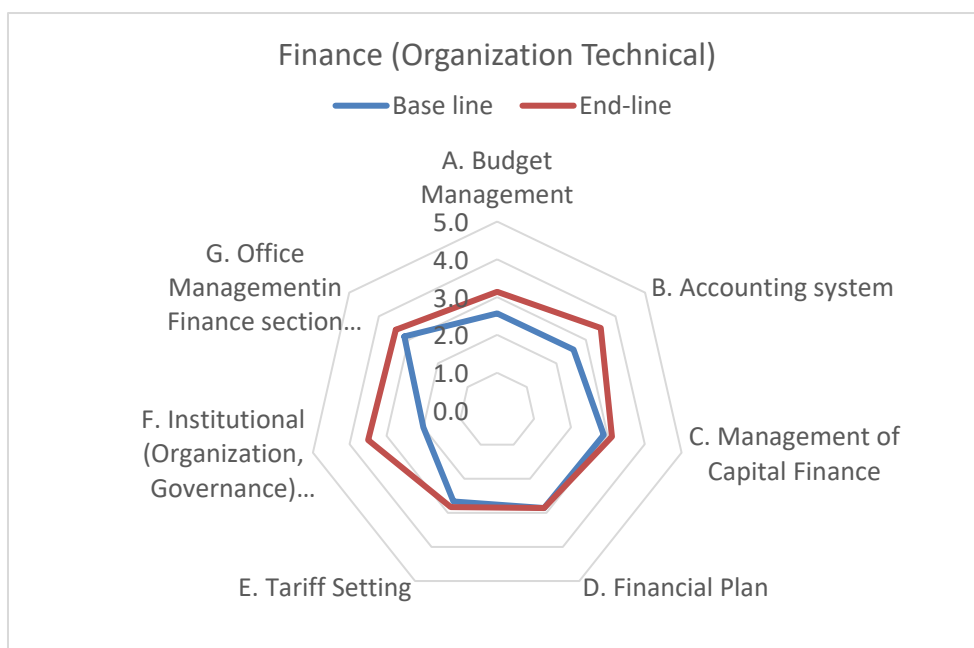 Finance (Organization Technical)
Base line
End-line
A. Budget
Management
5.0
4.0
3.0
2.0
1.0
0.0
B. Accounting system
C. Management of
Capital Finance
D. Financial Plan
E. Tariff Setting
F. Institutional
(Organization,
Governance)…
G. Office
Managementin
Finance section…